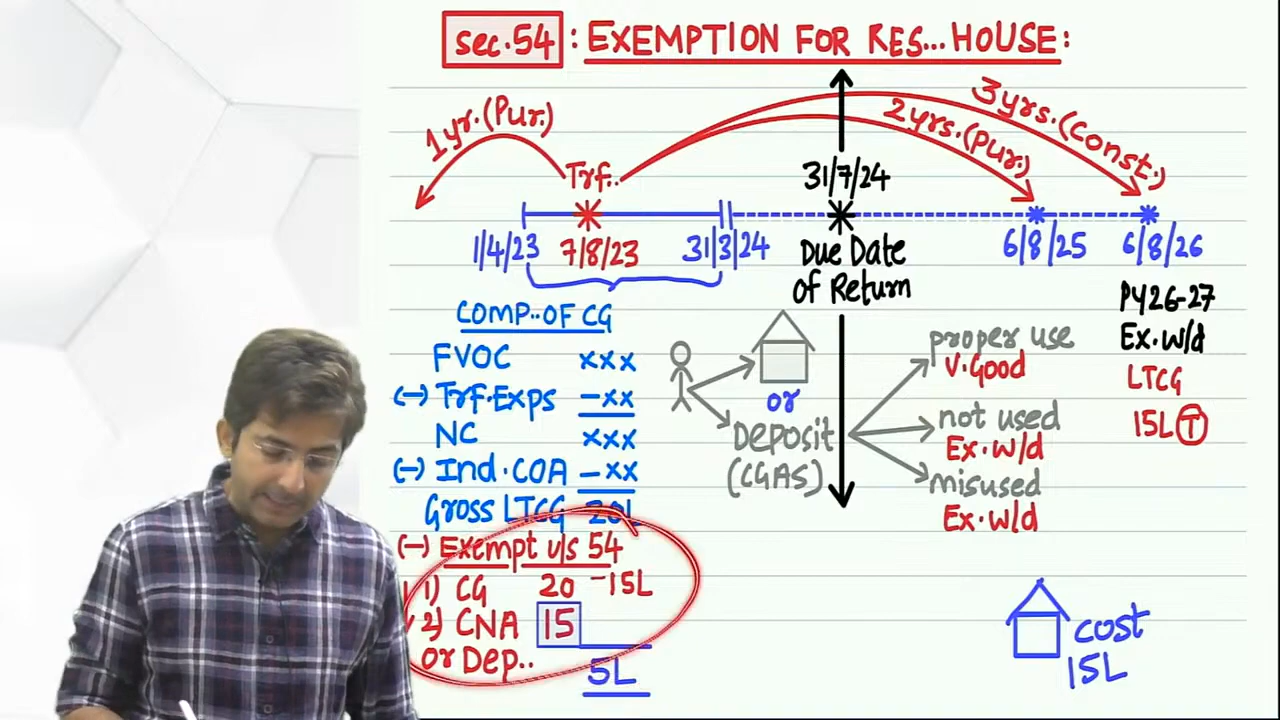 sec.54 : EXEMPTION FOR RES... HOUSE:
1yr.(Pur.)
3yrs.(Const.)
2yrs.(Pur.)
Trf..
31/7/24
1/4/23 7/8/23 31/3/24
Due Date
of Return
6/8/25 6/8/26
PY26-27
Ex.w/d
LTCG
15L T
COMP..OF CG
FVOC xxx
(-) Trf.Exps -xx
NC xxx
(-) Ind.COA -xx
Gross LTCG 20L
(-) Exempt u/s 54
1) CG 20 -15L
2) CNA 15
or Dep..
5L
or
DEPOSIT
(CGAS)
proper use
V.Good
not used
Ex.w/d
misused
Ex.w/d
cost
15L